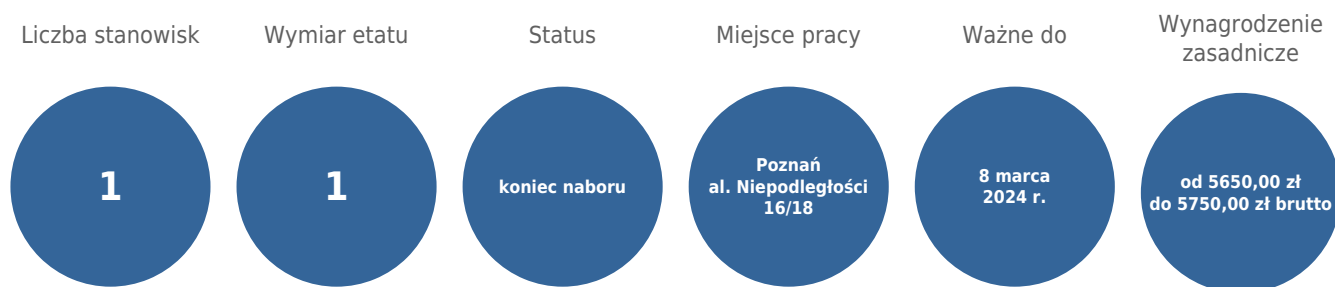 Liczba stanowisk
1
Wymiar etatu
1
Status
koniec naboru
Miejsce pracy
Poznań
al. Niepodległości
16/18
Ważne do
8 marca
2024 r.
Wynagrodzenie
zasadnicze
od 5650,00 zł
do 5750,00 zł brutto